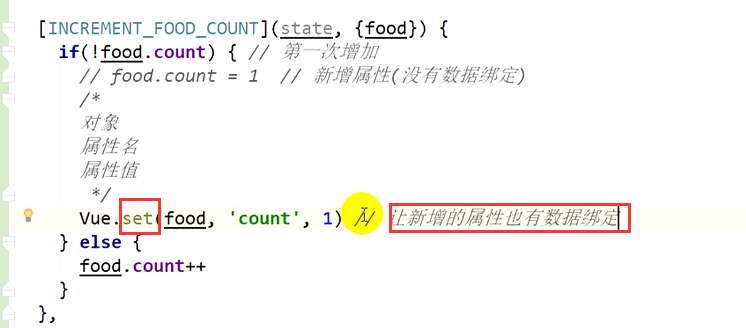 [INCREMENT_FOOD_COUNT](state, {food}) {
if(!food.count) { // 第一次增加
// food.count = 1 // 新增属性(没有数据绑定)
/*
对象
属性名
属性值
*/
Vue.set(food, 'count', 1) // 让新增的属性也有数据绑定
} else {
food.count++
}
},